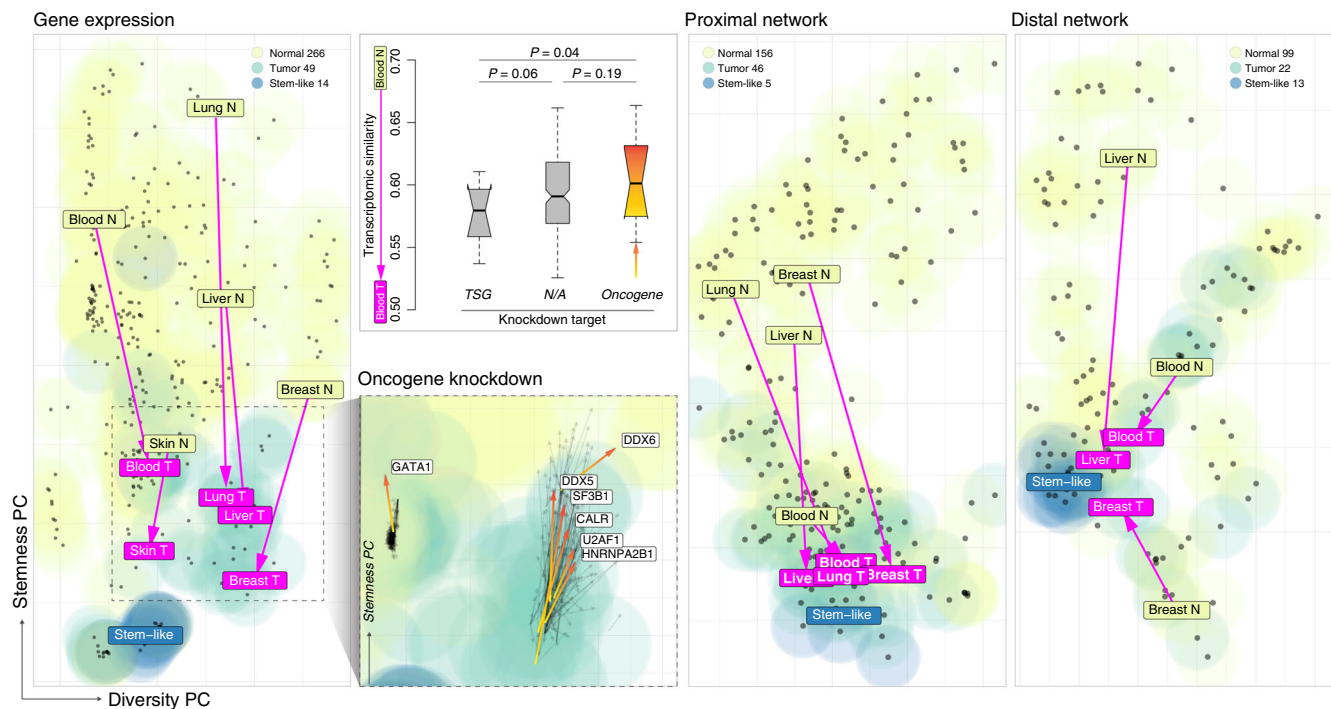 Gene expression
Normal 266
Tumor 49
Stem-like 14
Lung N
Blood N
Liver N
Breast N
Skin N
Blood T
Lung T
Liver T
Skin T
Breast T
Stem–like
Stemness PC
Diversity PC
Blood N
Blood T
Transcriptomic similarity
0.70
0.65
0.60
0.55
0.50
P = 0.04
P = 0.06
P = 0.19
TSG
N/A
Oncogene
Knockdown target
Oncogene knockdown
DDX6
GATA1
DDX5
SF3B1
CALR
U2AF1
HNRNPA2B1
Stemness PC
Proximal network
Normal 156
Tumor 46
Stem-like 5
Breast N
Lung N
Liver N
Blood N
Blood T
Live
Lung T
Breast T
Stem–like
Distal network
Normal 99
Tumor 22
Stem-like 13
Liver N
Blood N
Blood T
Liver T
Stem–like
Breast T
Breast N